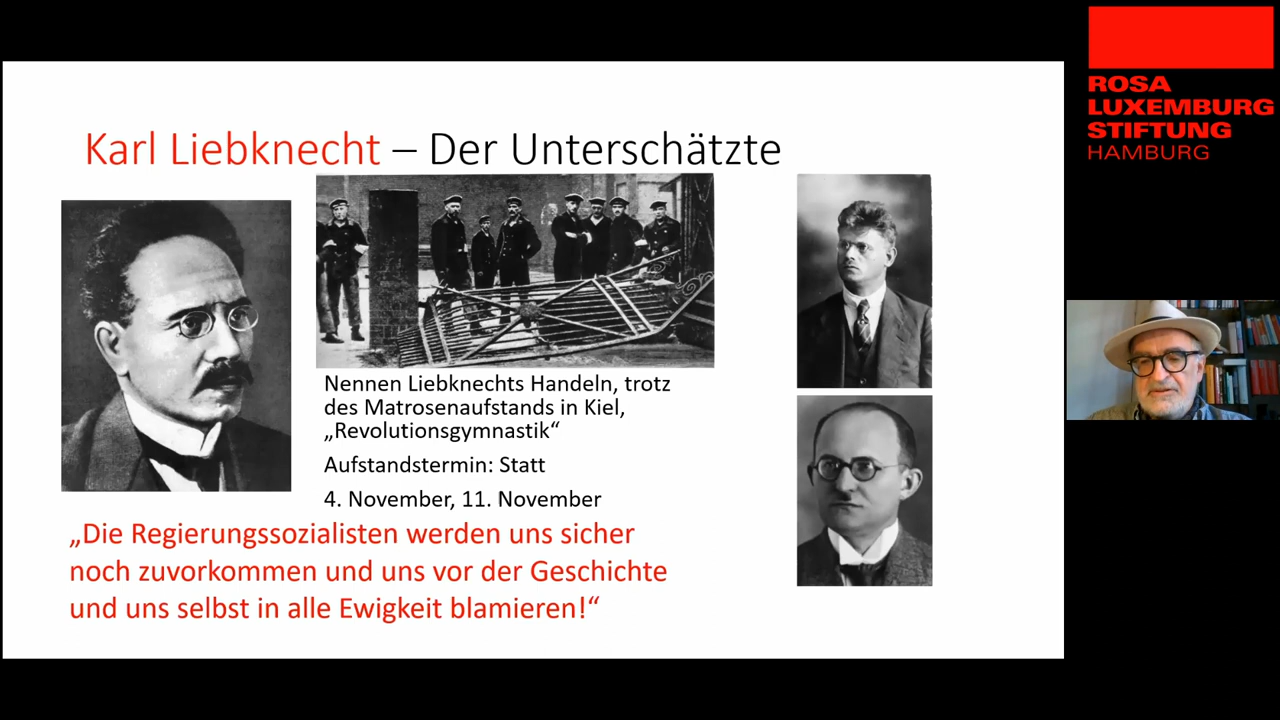 Karl Liebknecht – Der Unterschätzte
Nennen Liebknechts Handeln, trotz
des Matrosenaufstands in Kiel,
„Revolutionsgymnastik“
Aufstandstermin: Statt
4. November, 11. November
„Die Regierungssozialisten werden uns sicher
noch zuvorkommen und uns vor der Geschichte
und uns selbst in alle Ewigkeit blamieren!“
ROSA
LUXEMBURG
STIFTUNG
HAMBURG